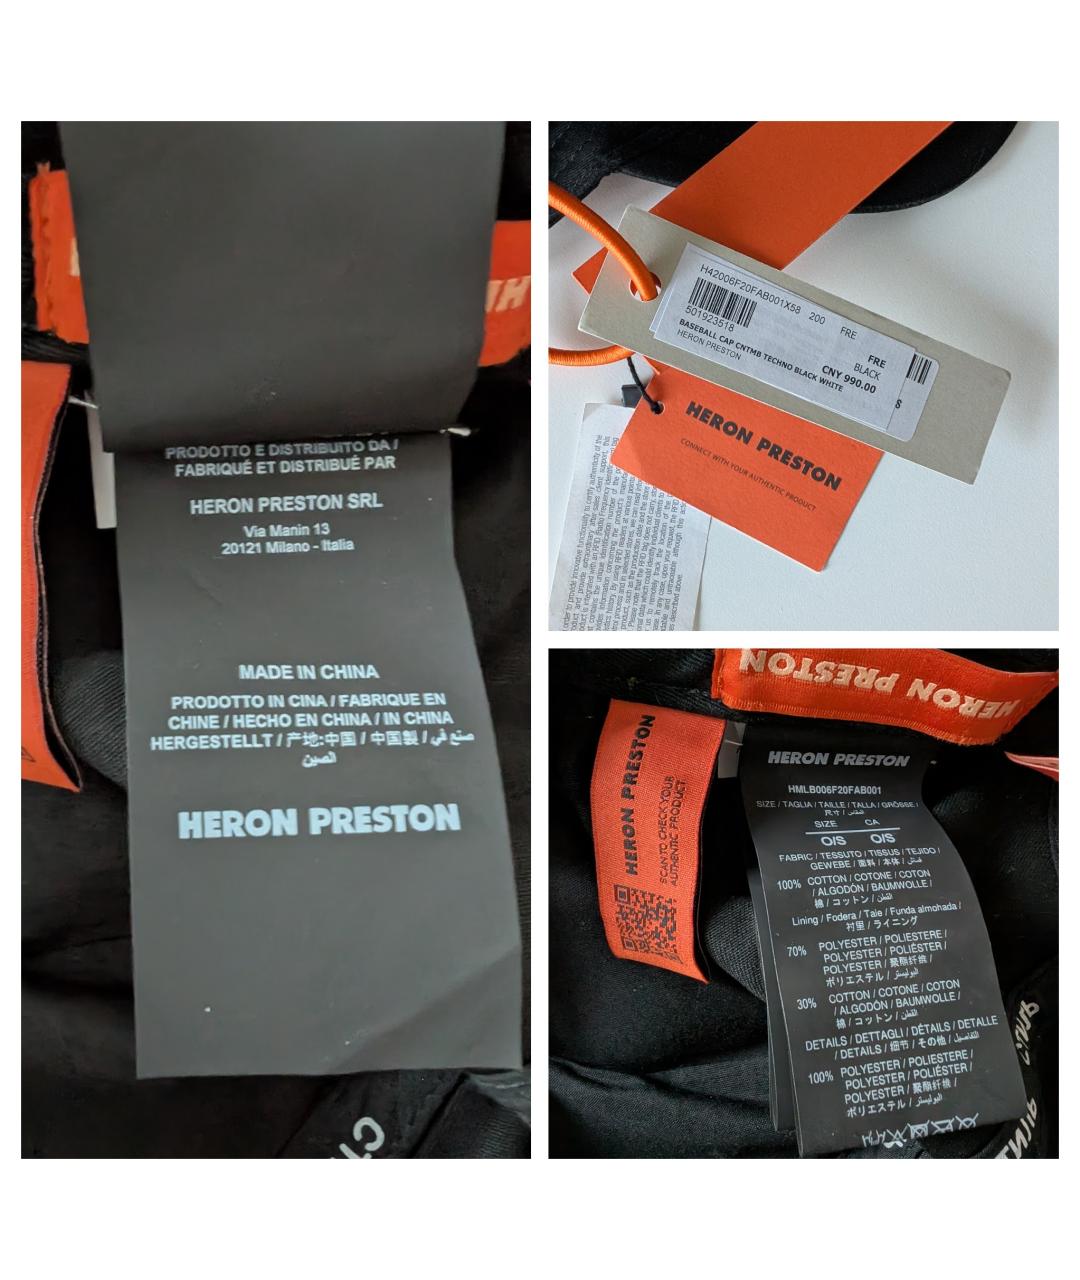 PRODOTTO E DISTRIBUITO DA /
FABRIQUÉ ET DISTRIBUÉ PAR
HERON PRESTON SRL
Via Manin 13
20121 Milano - Italia
MADE IN CHINA
PRODOTTO IN CINA / FABRIQUE EN
CHINE / HECHO EN CHINA / IN CHINA
HERGESTELLT / 产地:中国 / 中国製 / صنع في
الصين
HERON PRESTON
H42006F20FAB001X58 200 FRE
501923518
FRE
BLACK
BASEBALL CAP CNTMB TECHNO BLACK WHITE
HERON PRESTON
CNY 990.00
HERON PRESTON
CONNECT WITH YOUR AUTHENTIC PRODUCT
HERON PRESTON
HERON PRESTON
SCAN TO CHECK YOUR
AUTHENTIC PRODUCT
HERON PRESTON
HMLB006F20FAB001
SIZE / TAGLIA / TAILLE / TALLA / GRÖSSE /
尺寸 / مقاس
SIZE CA
O/S O/S
FABRIC / TESSUTO / TISSUS / TEJIDO /
GEWEBE / 面料 / 本体 / قماش
100% COTTON / COTONE / COTON
/ ALGODÓN / BAUMWOLLE /
棉 / コットン / القطن
Lining / Fodera / Taie / Funda almohada /
衬里 / ライニング
70% POLYESTER / POLIESTERE /
POLYESTER / POLIÉSTER /
POLYESTER / 聚酯纤维 /
ポリエステル / البوليستر
30% COTTON / COTONE / COTON
/ ALGODÓN / BAUMWOLLE /
棉 / コットン / القطن
DETAILS / DETTAGLI / DÉTAILS / DETALLE
/ DETAILS / 细节 / その他 / التفاصيل
100% POLYESTER / POLIESTERE /
POLYESTER / POLIÉSTER /
POLYESTER / 聚酯纤维 /
ポリエステル / البوليستر